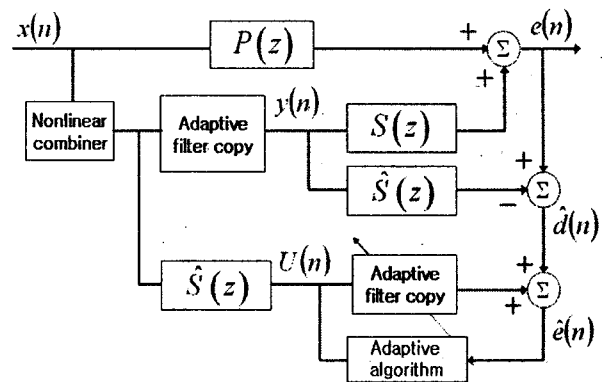 x(n)
P(z)
+
Σ
e(n)
+
Nonlinear
combiner
Adaptive
filter copy
y(n)
S(z)
Ŝ(z)
+
−
Σ
d̂(n)
Ŝ(z)
U(n)
Adaptive
filter copy
+
+
Σ
ê(n)
Adaptive
algorithm